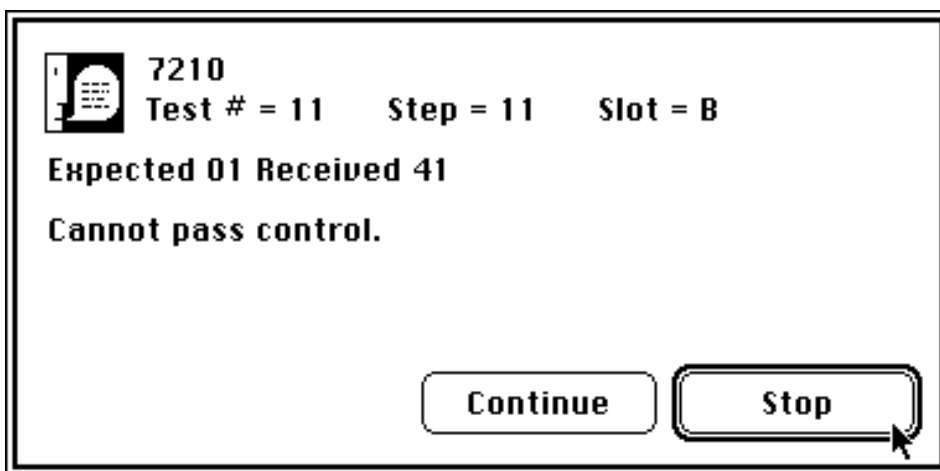 7210
Test # = 11 Step = 11 Slot = B
Expected 01 Received 41
Cannot pass control.
Continue Stop